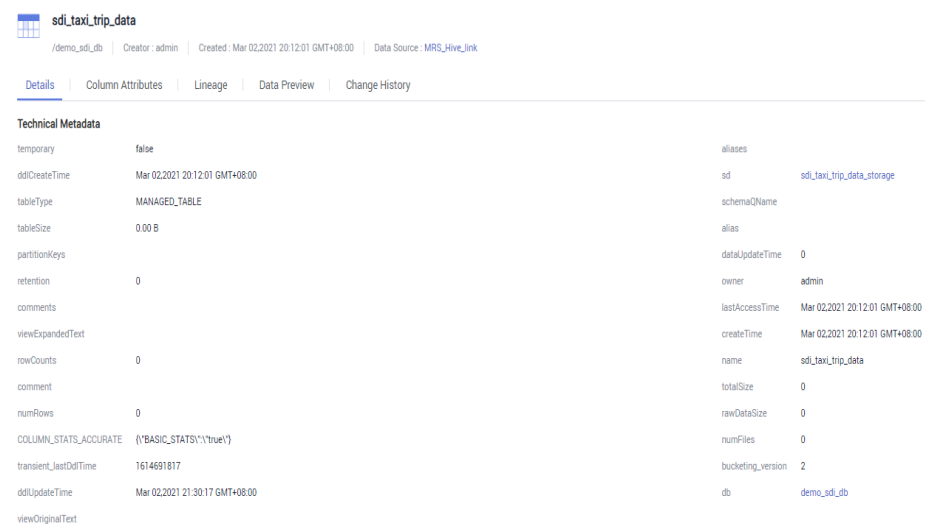 sdi_taxi_trip_data
/demo_sdi_db Creator : admin Created : Mar 02,2021 20:12:01 GMT+08:00 Data Source : MRS_Hive_link
Details Column Attributes Lineage Data Preview Change History
Technical Metadata
temporary false aliases
ddlCreateTime Mar 02,2021 20:12:01 GMT+08:00 sd sdi_taxi_trip_data_storage
tableType MANAGED_TABLE schemaQName
tableSize 0.00 B alias
partitionKeys dataUpdateTime 0
retention 0 owner admin
comments lastAccessTime Mar 02,2021 20:12:01 GMT+08:00
viewExpandedText createTime Mar 02,2021 20:12:01 GMT+08:00
rowCounts 0 name sdi_taxi_trip_data
comment totalSize 0
numRows 0 rawDataSize 0
COLUMN_STATS_ACCURATE {\"BASIC_STATS\":\"true\"} numFiles 0
transient_lastDdlTime 1614691817 bucketing_version 2
ddlUpdateTime Mar 02,2021 21:30:17 GMT+08:00 db demo_sdi_db
viewOriginalText